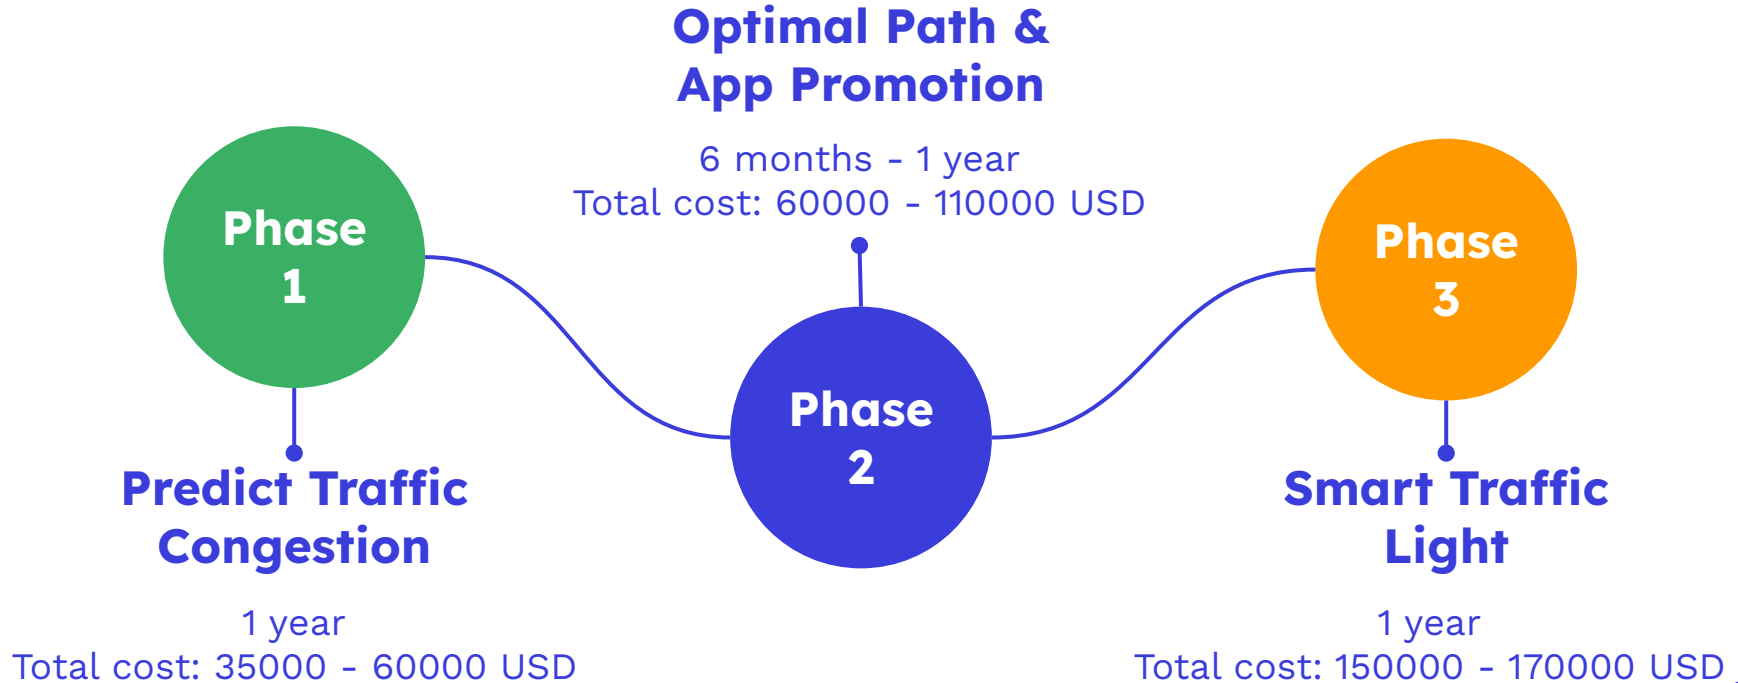 Optimal Path &
App Promotion
6 months - 1 year
Total cost: 60000 - 110000 USD
Phase
1
Phase
2
Phase
3
Predict Traffic
Congestion
1 year
Total cost: 35000 - 60000 USD
Smart Traffic
Light
1 year
Total cost: 150000 - 170000 USD